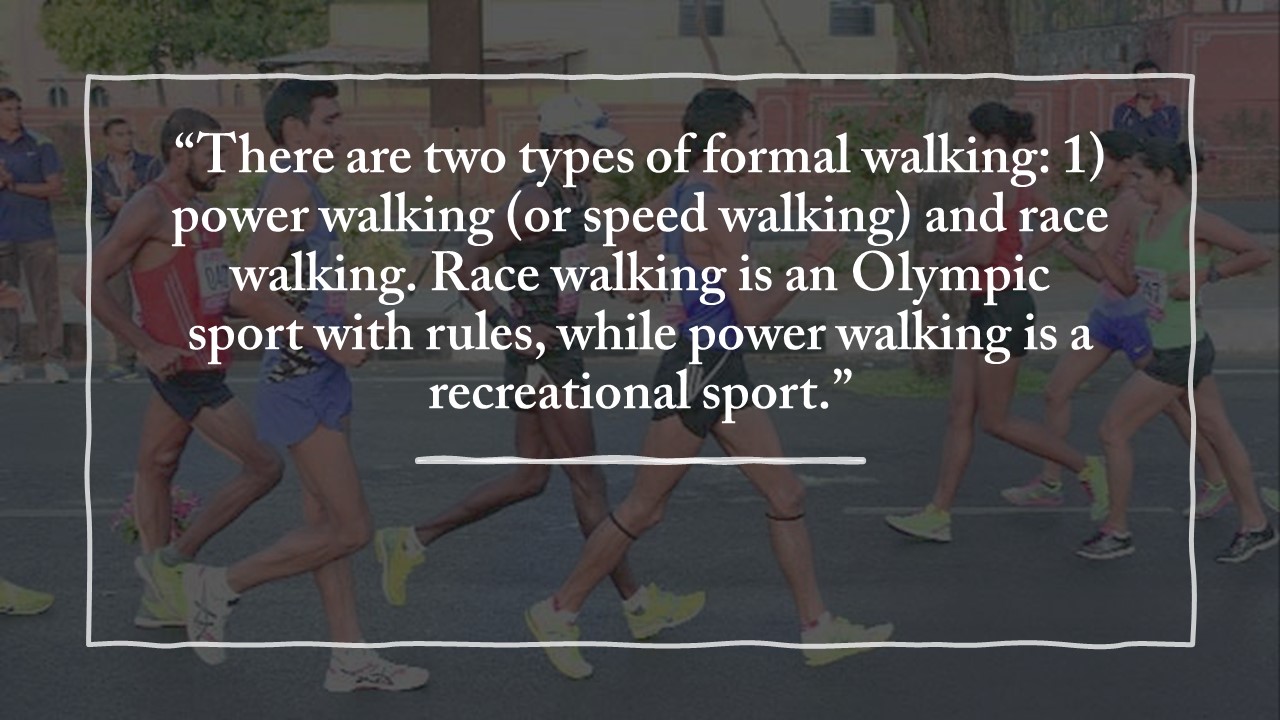 “There are two types of formal walking: 1)
power walking (or speed walking) and race
walking. Race walking is an Olympic
sport with rules, while power walking is a
recreational sport.”